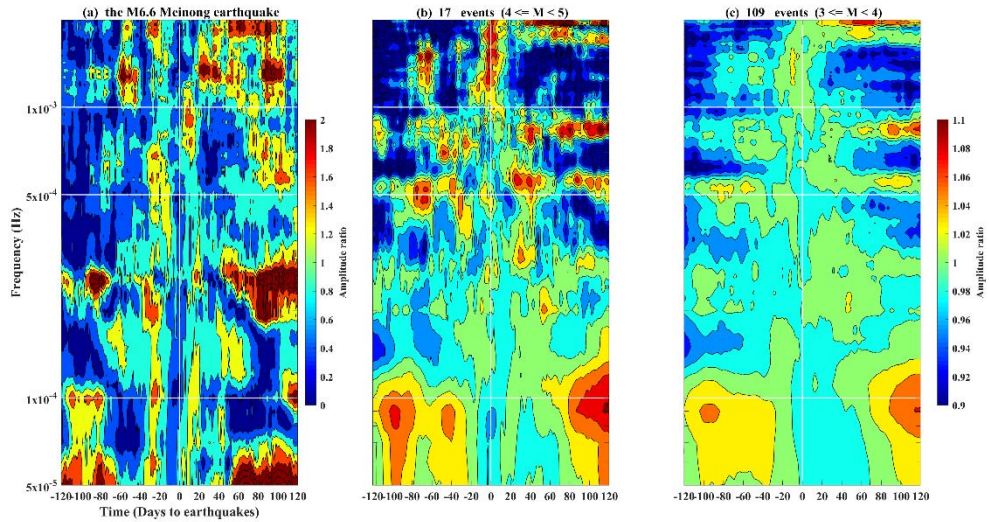 (a) the M6.6 Meinong earthquake
(b) 17 events (4 <= M < 5)
(c) 109 events (3 <= M < 4)
Frequency (Hz)
1x10⁻³
5x10⁻⁴
1x10⁻⁴
5x10⁻⁵
-120 -100 -80 -60 -40 -20 0 20 40 60 80 100 120
Time (Days to earthquakes)
2
1.8
1.6
1.4
1.2
1
0.8
0.6
0.4
0.2
0
Amplitude ratio
-120 -100 -80 -60 -40 -20 0 20 40 60 80 100 120
Amplitude ratio
-120 -100 -80 -60 -40 -20 0 20 40 60 80 100 120
1.1
1.08
1.06
1.04
1.02
1
0.98
0.96
0.94
0.92
0.9
Amplitude ratio